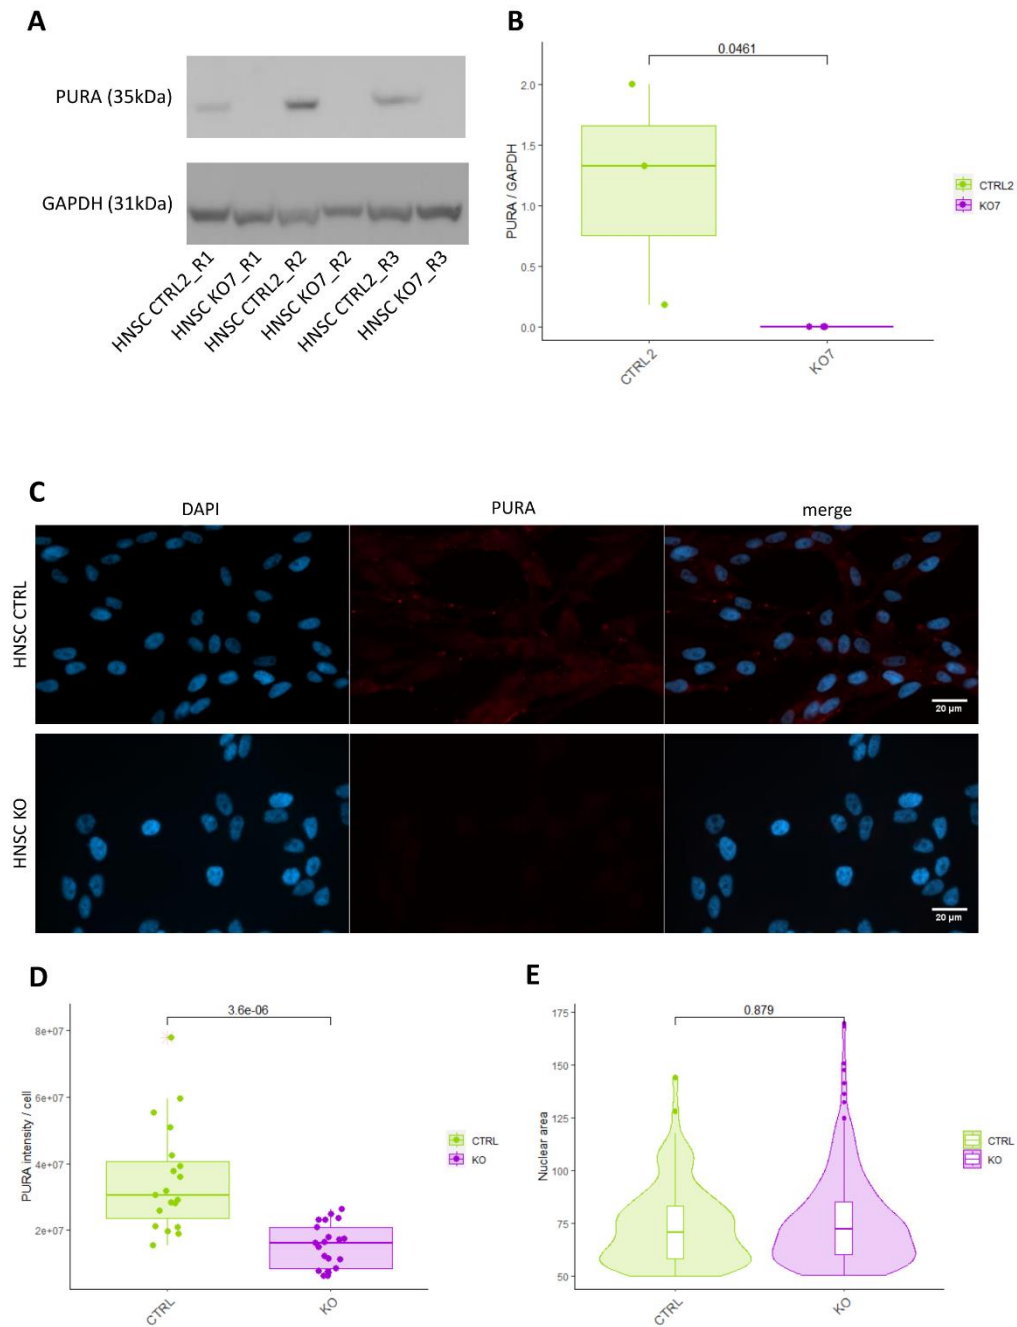 A
PURA (35kDa)
GAPDH (31kDa)
HNSC CTRL2_R1
HNSC KO7_R1
HNSC CTRL2_R2
HNSC KO7_R2
HNSC CTRL2_R3
HNSC KO7_R3
B
0.0461
PURA / GAPDH
2.0
1.5
1.0
0.5
0.0
CTRL2
KO7
CTRL2
KO7
C
DAPI
PURA
merge
HNSC CTRL
20 µm
HNSC KO
20 µm
D
3.6e-06
PURA intensity / cell
8e+07
6e+07
4e+07
2e+07
CTRL
KO
CTRL
KO
E
0.879
Nuclear area
175
150
125
100
75
50
CTRL
KO
CTRL
KO